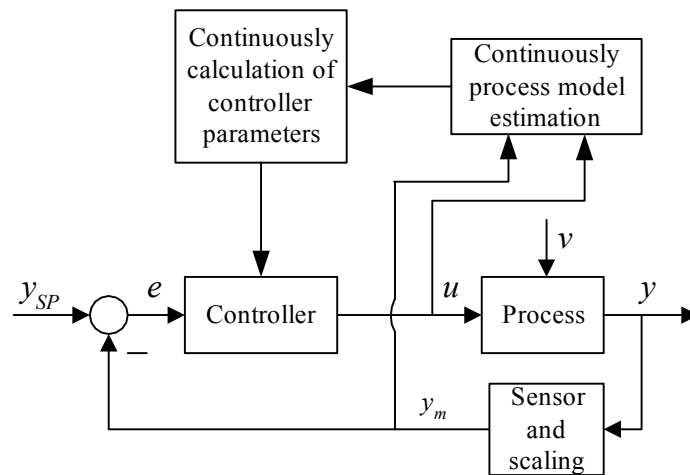 Continuously
calculation of
controller
parameters
Continuously
process model
estimation
v
y_SP
e
Controller
u
Process
y
−
y_m
Sensor
and
scaling